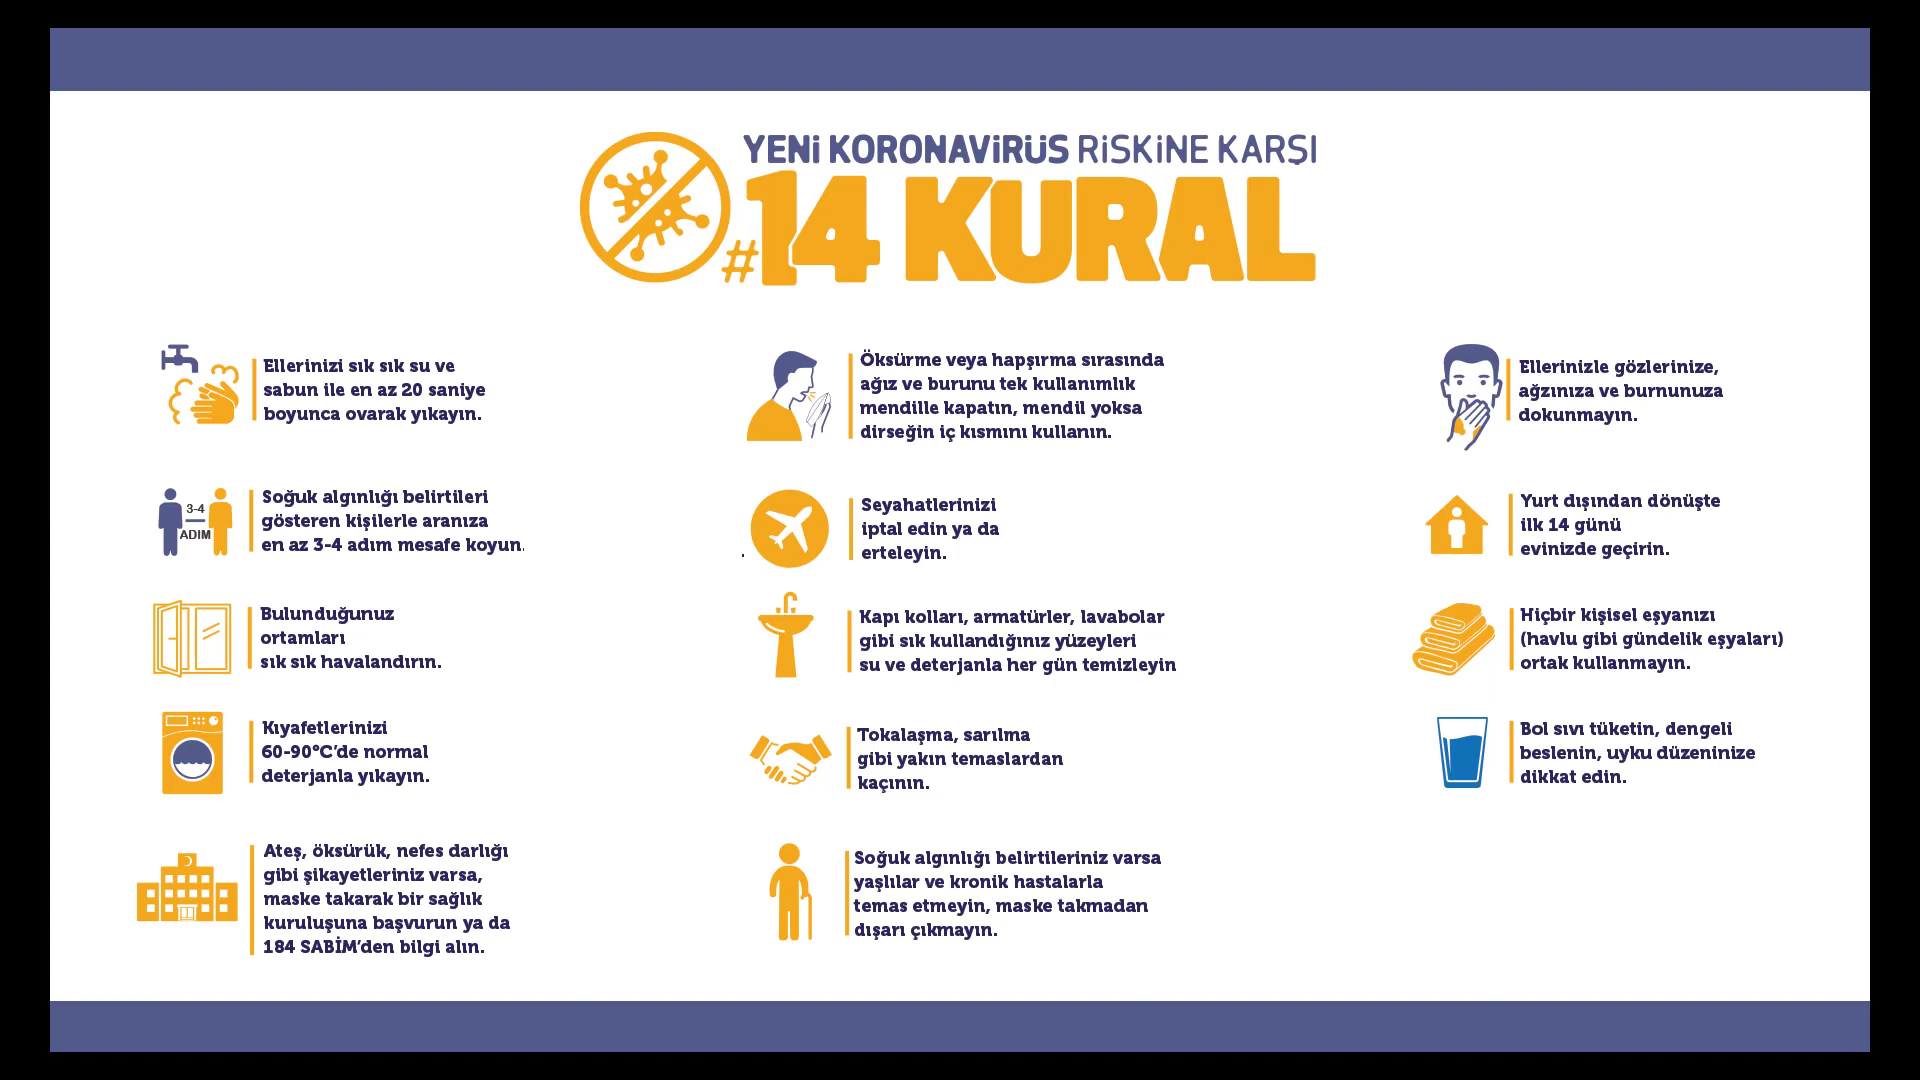 YENİ KORONAVİRÜS RİSKİNE KARŞI
#14 KURAL
Ellerinizi sık sık su ve
sabun ile en az 20 saniye
boyunca ovarak yıkayın.
Öksürme veya hapşırma sırasında
ağız ve burunu tek kullanımlık
mendille kapatın, mendil yoksa
dirseğin iç kısmını kullanın.
Ellerinizle gözlerinize,
ağzınıza ve burnunuza
dokunmayın.
3-4
ADIM
Soğuk algınlığı belirtileri
gösteren kişilerle aranıza
en az 3-4 adım mesafe koyun.
Seyahatlerinizi
iptal edin ya da
erteleyin.
Yurt dışından dönüşte
ilk 14 günü
evinizde geçirin.
Bulunduğunuz
ortamları
sık sık havalandırın.
Kapı kolları, armatürler, lavabolar
gibi sık kullandığınız yüzeyleri
su ve deterjanla her gün temizleyin
Hiçbir kişisel eşyanızı
(havlu gibi gündelik eşyaları)
ortak kullanmayın.
Kıyafetlerinizi
60-90°C'de normal
deterjanla yıkayın.
Tokalaşma, sarılma
gibi yakın temaslardan
kaçının.
Bol sıvı tüketin, dengeli
beslenin, uyku düzeninize
dikkat edin.
Ateş, öksürük, nefes darlığı
gibi şikayetleriniz varsa,
maske takarak bir sağlık
kuruluşuna başvurun ya da
184 SABİM'den bilgi alın.
Soğuk algınlığı belirtileriniz varsa
yaşlılar ve kronik hastalarla
temas etmeyin, maske takmadan
dışarı çıkmayın.